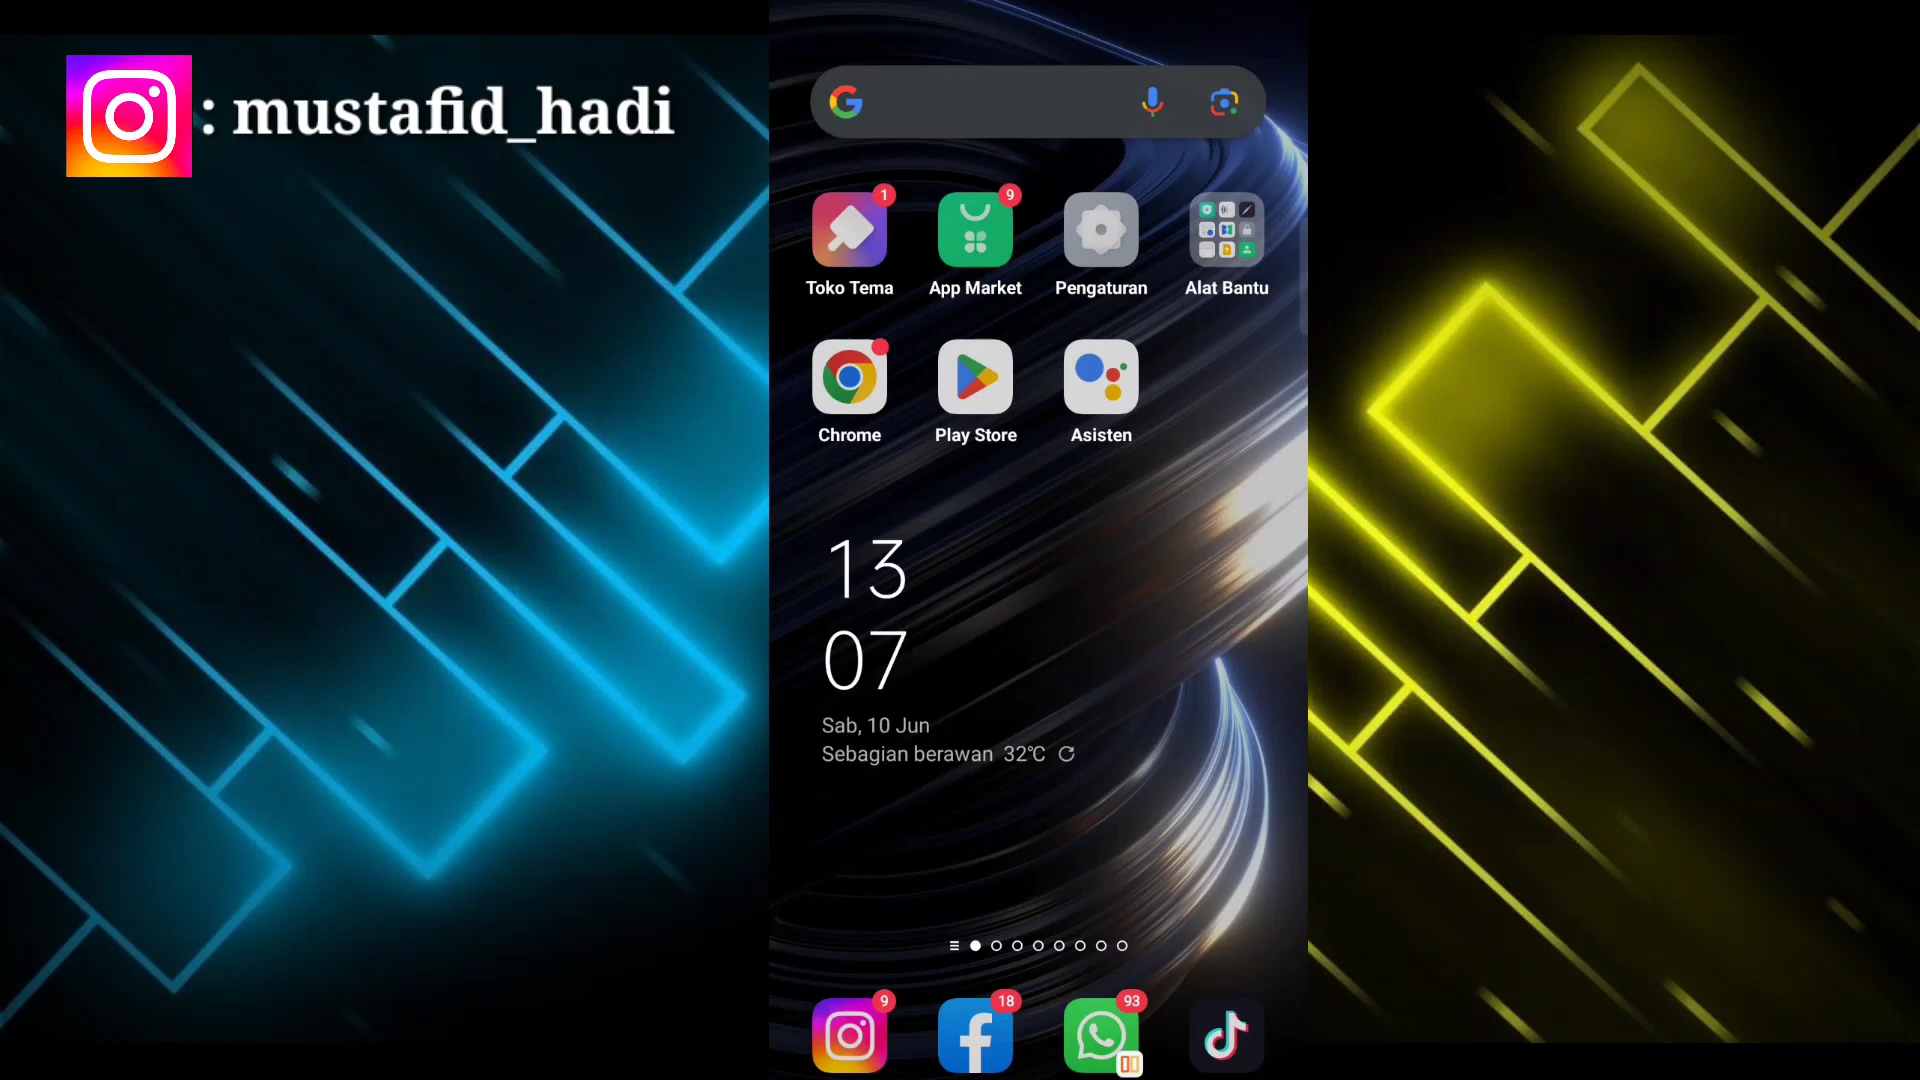 : mustafid_hadi
1
9
Toko Tema
App Market
Pengaturan
Alat Bantu
Chrome
Play Store
Asisten
13
07
Sab, 10 Jun
Sebagian berawan 32°C
9
18
93